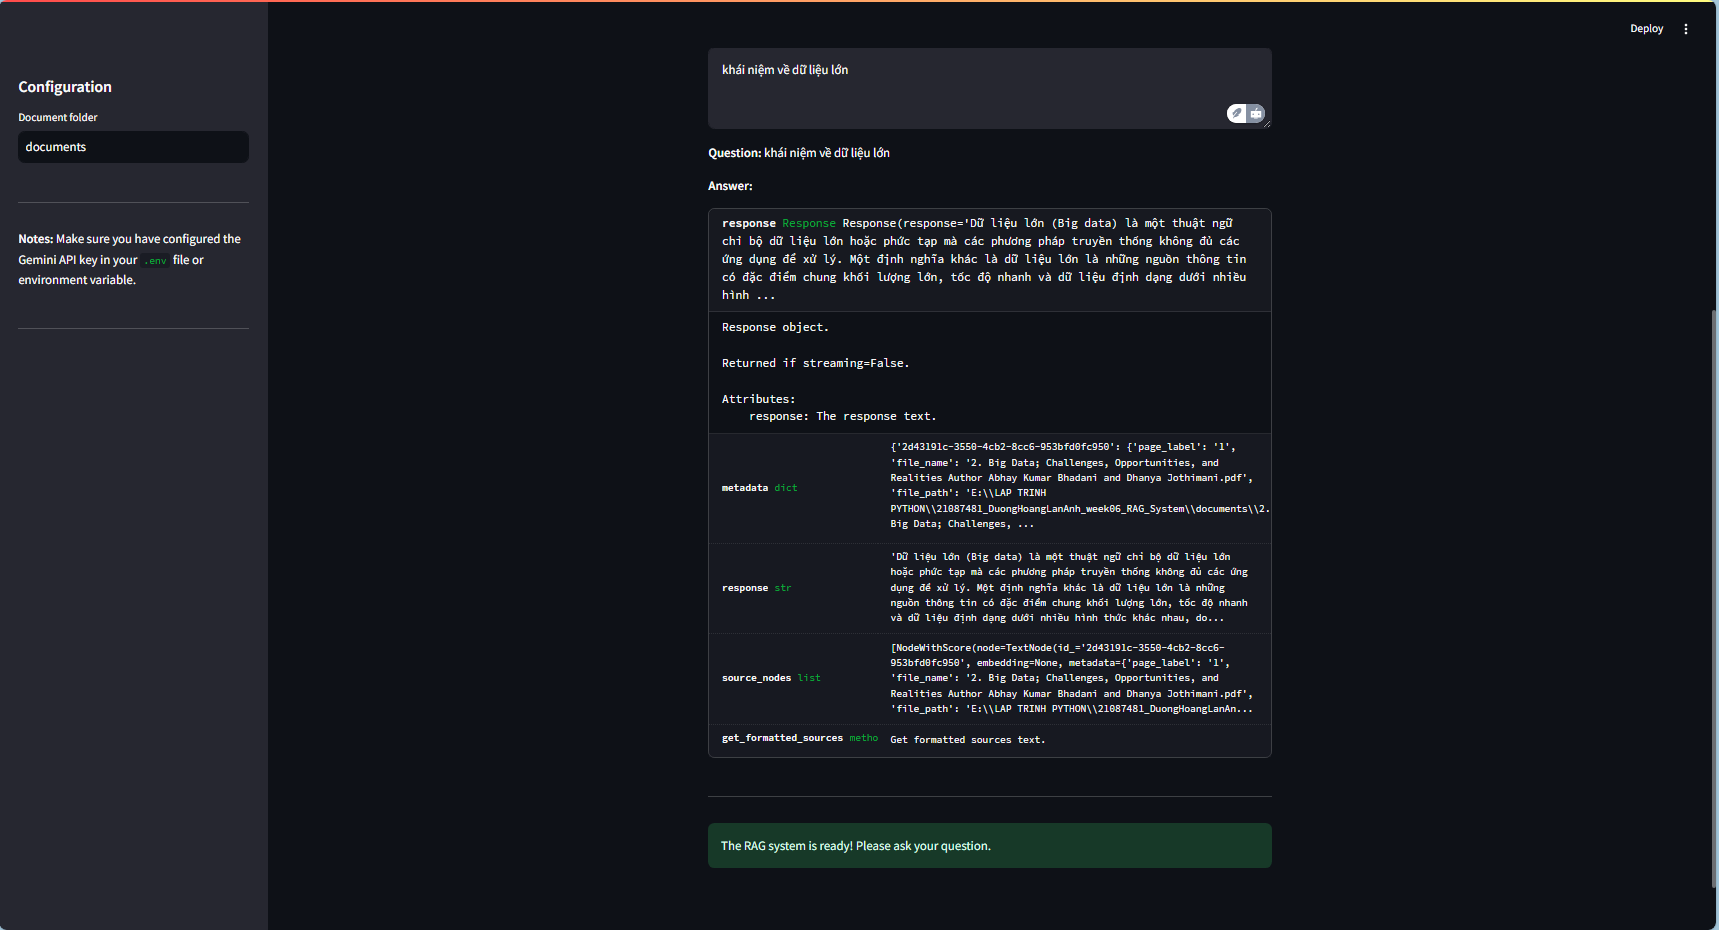 Deploy
Configuration
Document folder
documents
Notes: Make sure you have configured the
Gemini API key in your .env file or
environment variable.
khái niệm về dữ liệu lớn
Question: khái niệm về dữ liệu lớn
Answer:
response Response Response(response='Dữ liệu lớn (Big data) là một thuật ngữ
chỉ bộ dữ liệu lớn hoặc phức tạp mà các phương pháp truyền thống không đủ các
ứng dụng để xử lý. Một định nghĩa khác là dữ liệu lớn là những nguồn thông tin
có đặc điểm chung khối lượng lớn, tốc độ nhanh và dữ liệu định dạng dưới nhiều
hình ...
Response object.
Returned if streaming=False.
Attributes:
response: The response text.
metadata dict
{'2d43191c-3550-4cb2-8cc6-953bfd0fc950': {'page_label': '1',
'file_name': '2. Big Data; Challenges, Opportunities, and
Realities Author Abhay Kumar Bhadani and Dhanya Jothimani.pdf',
'file_path': 'E:\\LAP TRINH
PYTHON\\21087481_DuongHoangLanAnh_week06_RAG_System\\documents\\2.
Big Data; Challenges, ...
response str
'Dữ liệu lớn (Big data) là một thuật ngữ chỉ bộ dữ liệu lớn
hoặc phức tạp mà các phương pháp truyền thống không đủ các ứng
dụng để xử lý. Một định nghĩa khác là dữ liệu lớn là những
nguồn thông tin có đặc điểm chung khối lượng lớn, tốc độ nhanh
và dữ liệu định dạng dưới nhiều hình thức khác nhau, do...
source_nodes list
[NodeWithScore(node=TextNode(id_='2d43191c-3550-4cb2-8cc6-
953bfd0fc950', embedding=None, metadata={'page_label': '1',
'file_name': '2. Big Data; Challenges, Opportunities, and
Realities Author Abhay Kumar Bhadani and Dhanya Jothimani.pdf',
'file_path': 'E:\\LAP TRINH PYTHON\\21087481_DuongHoangLanAn...
get_formatted_sources metho
Get formatted sources text.
The RAG system is ready! Please ask your question.